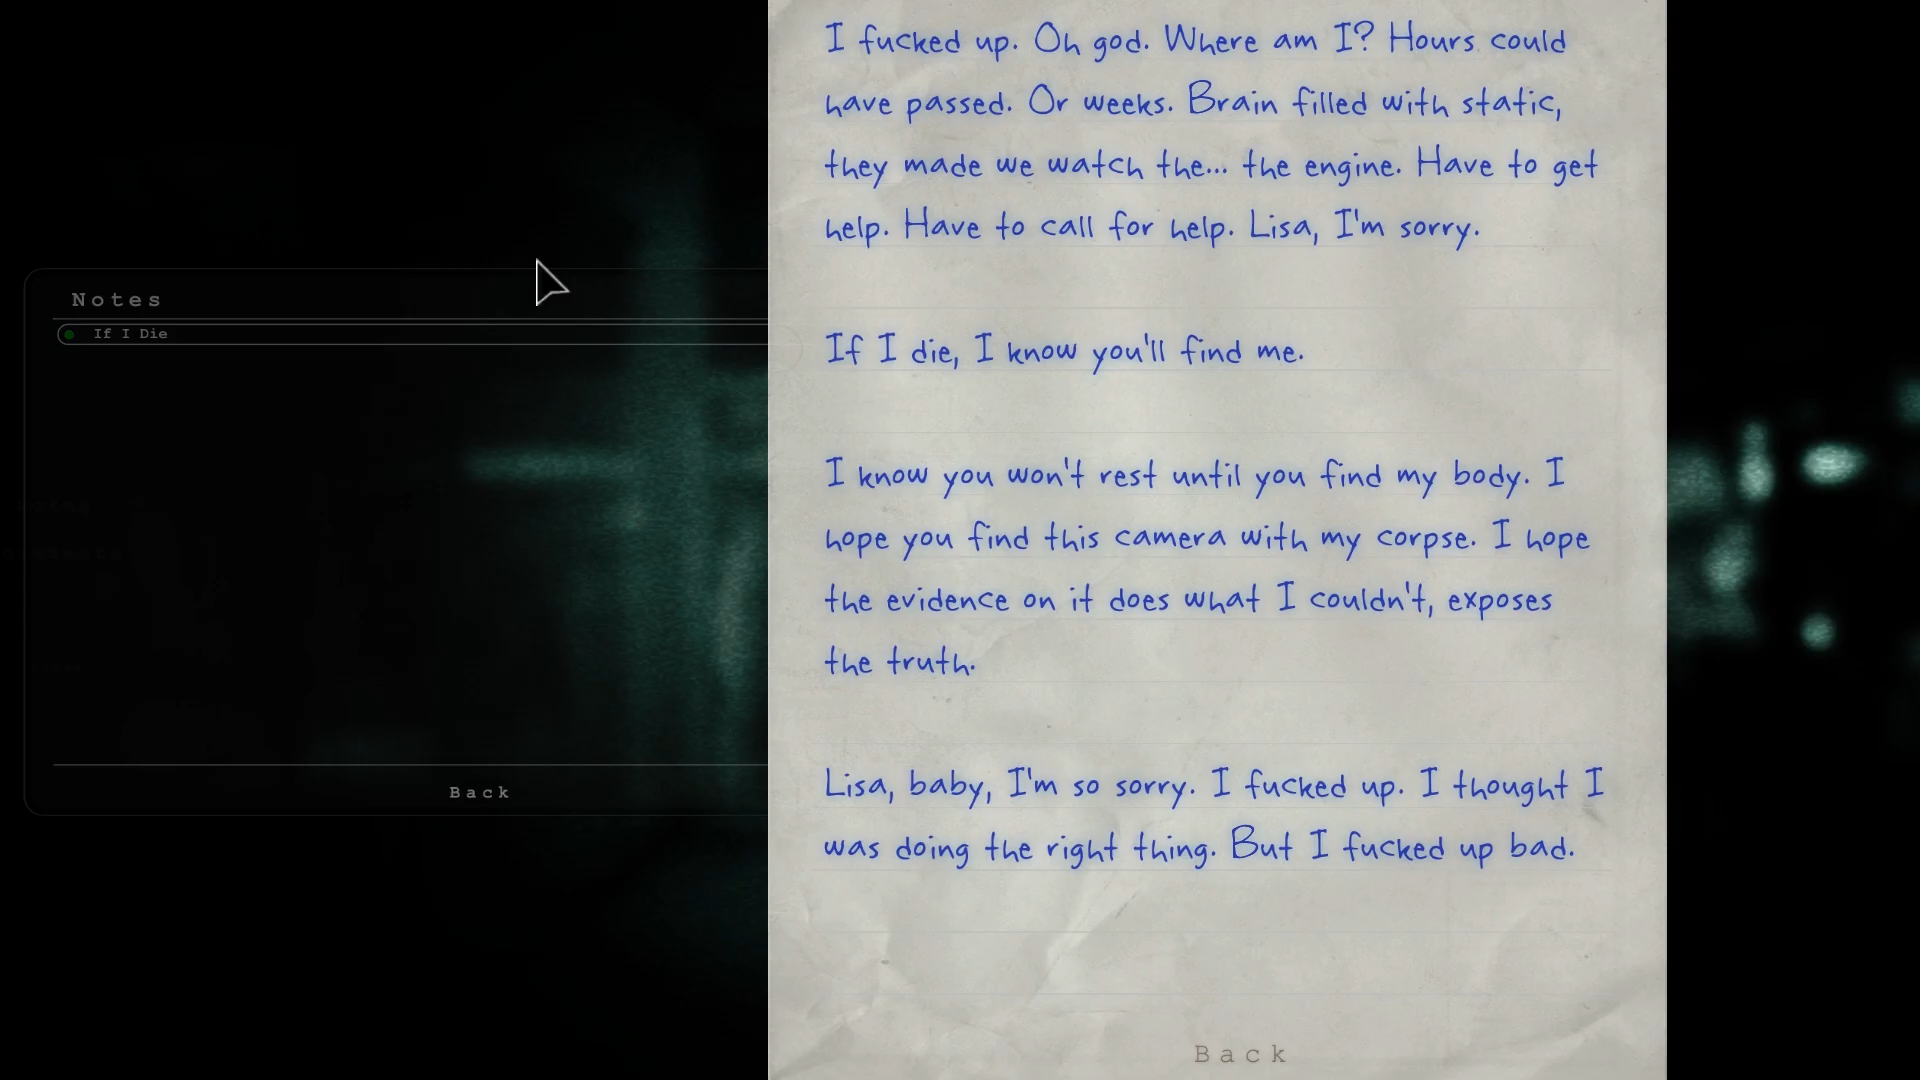 Notes
If I Die
Back
I fucked up. Oh god. Where am I? Hours could
have passed. Or weeks. Brain filled with static,
they made we watch the... the engine. Have to get
help. Have to call for help. Lisa, I'm sorry.
If I die, I know you'll find me.
I know you won't rest until you find my body. I
hope you find this camera with my corpse. I hope
the evidence on it does what I couldn't, exposes
the truth.
Lisa, baby, I'm so sorry. I fucked up. I thought I
was doing the right thing. But I fucked up bad.
Back